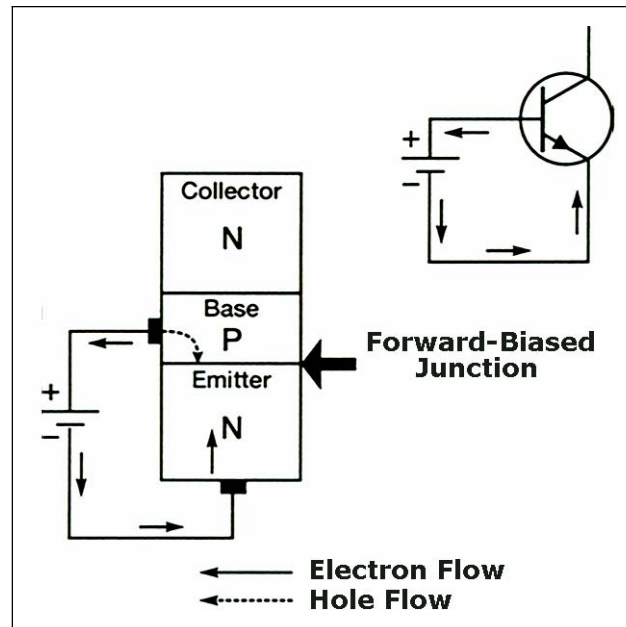 +
−
Collector
N
Base
P
Emitter
N
+
−
Forward-Biased
Junction
Electron Flow
Hole Flow